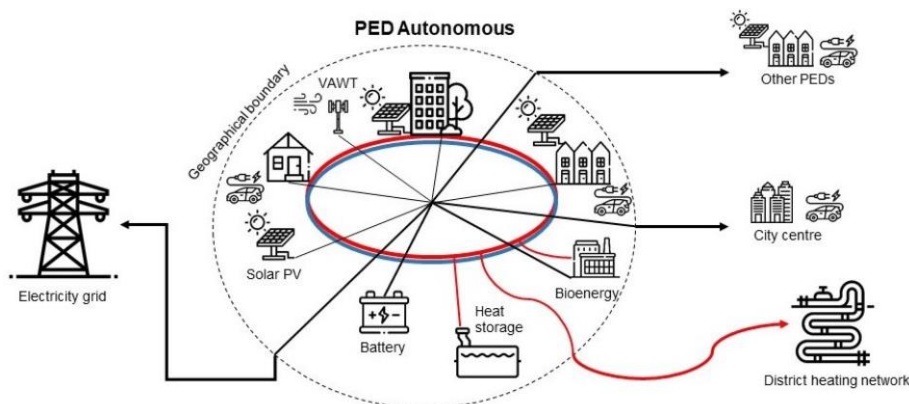 PED Autonomous
Geographical boundary
VAWT
Other PEDs
City centre
Electricity grid
Solar PV
Battery
Heat
storage
Bioenergy
District heating network